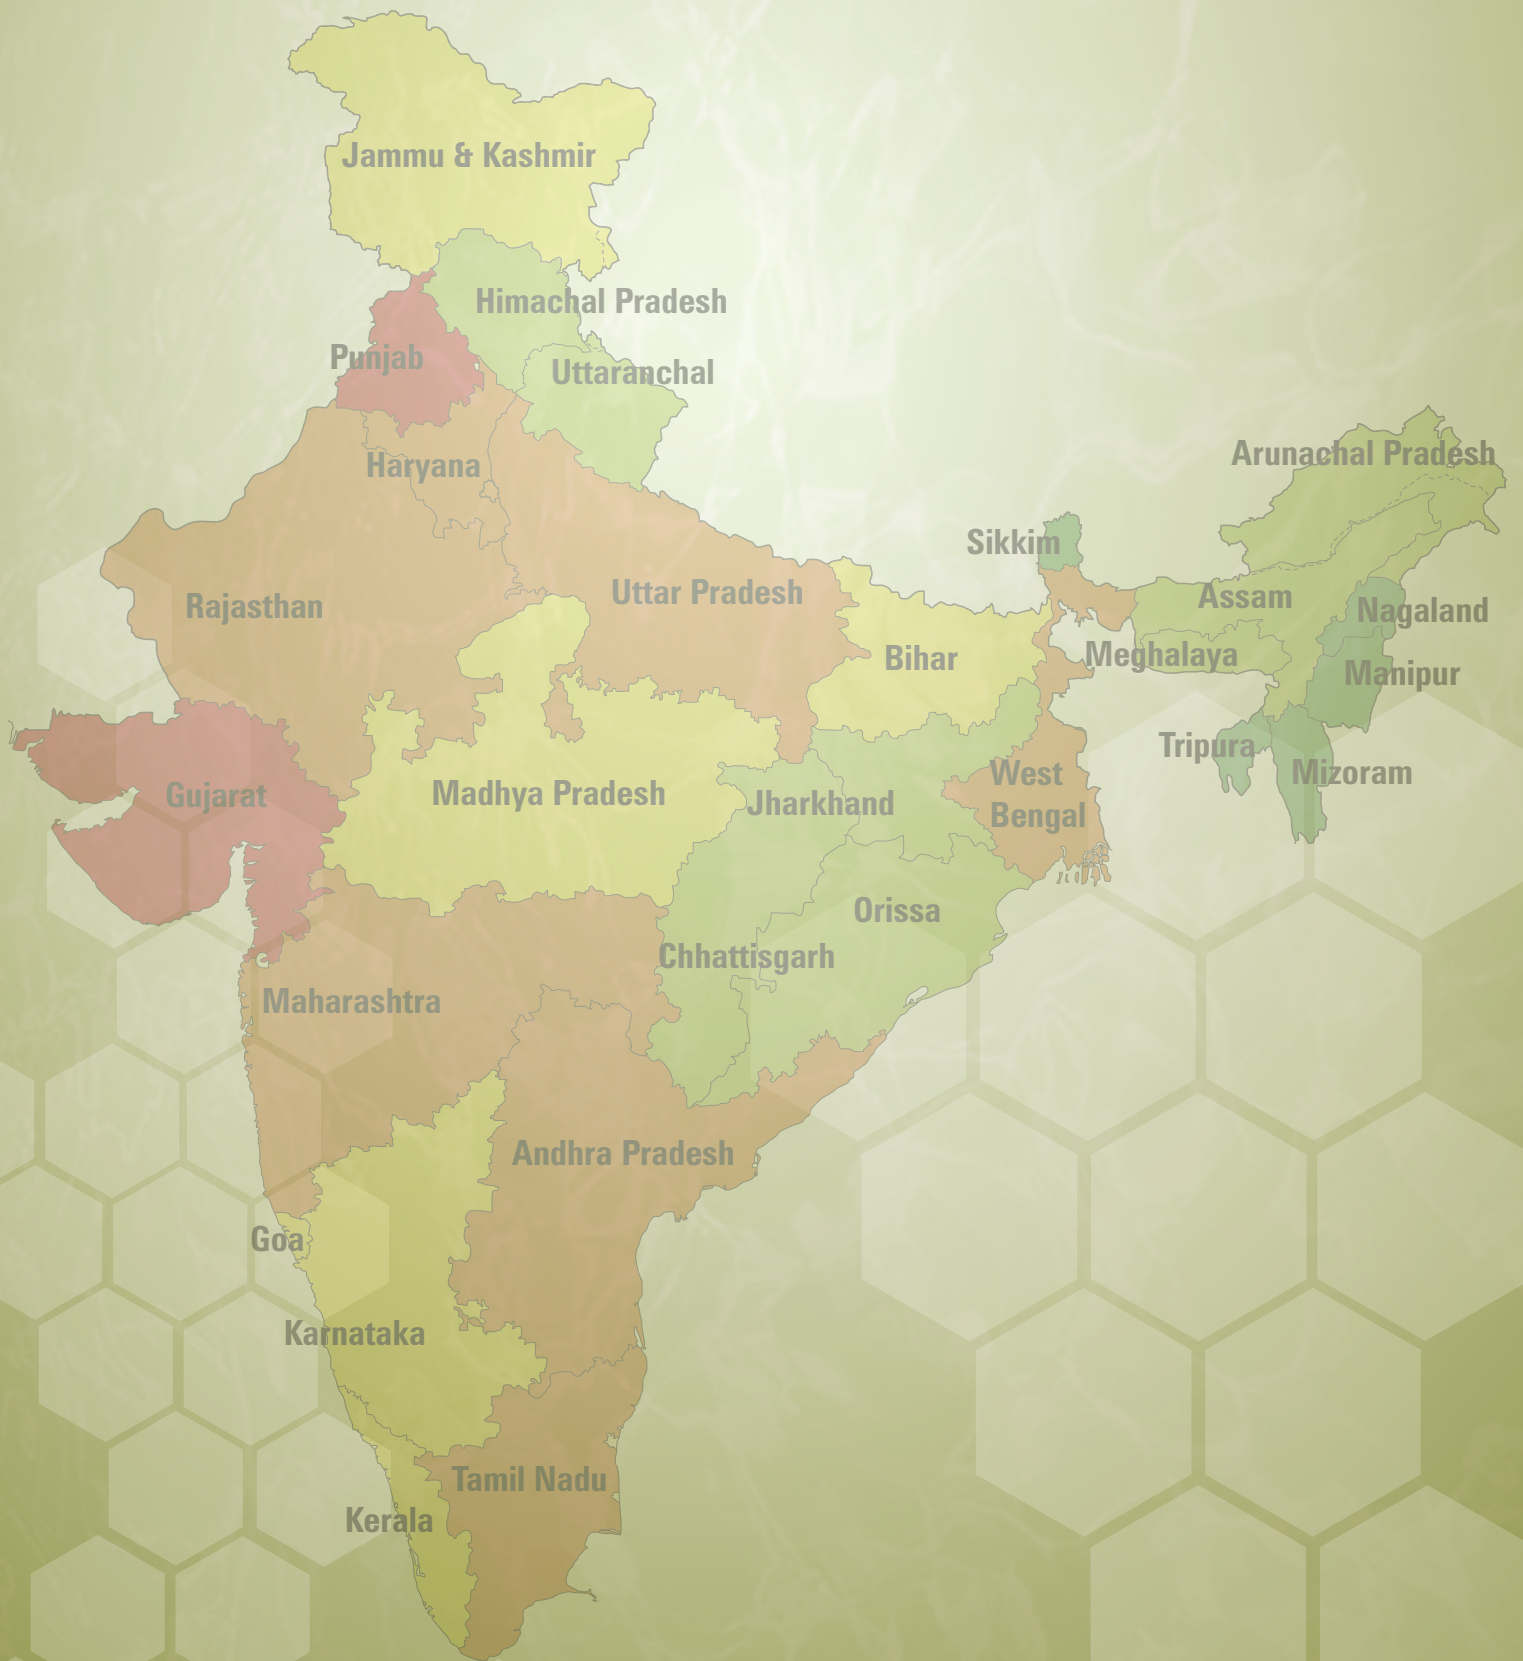 Jammu & Kashmir
Himachal Pradesh
Punjab
Uttaranchal
Arunachal Pradesh
Haryana
Sikkim
Uttar Pradesh
Assam
Rajasthan
Nagaland
Bihar
Meghalaya
Manipur
Tripura
West
Bengal
Mizoram
Madhya Pradesh
Gujarat
Jharkhand
Orissa
Chhattisgarh
Maharashtra
Andhra Pradesh
Goa
Karnataka
Tamil Nadu
Kerala